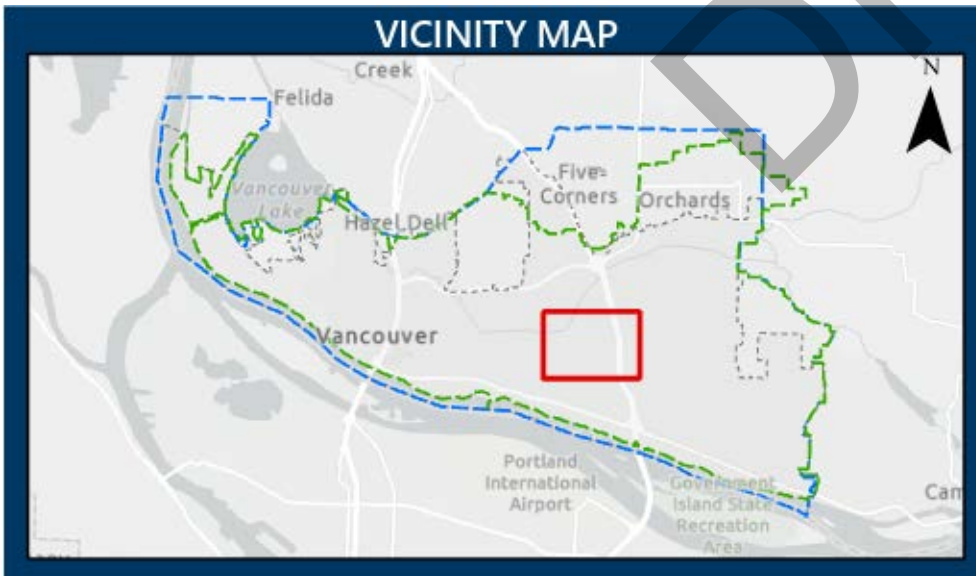 VICINITY MAP
Creek
N
Felida
Five-
Corners
Orchards
Vancouver
Lake
Hazel Dell
Vancouver
Portland
International
Airport
Government
Island State
Recreation
Area
Cam